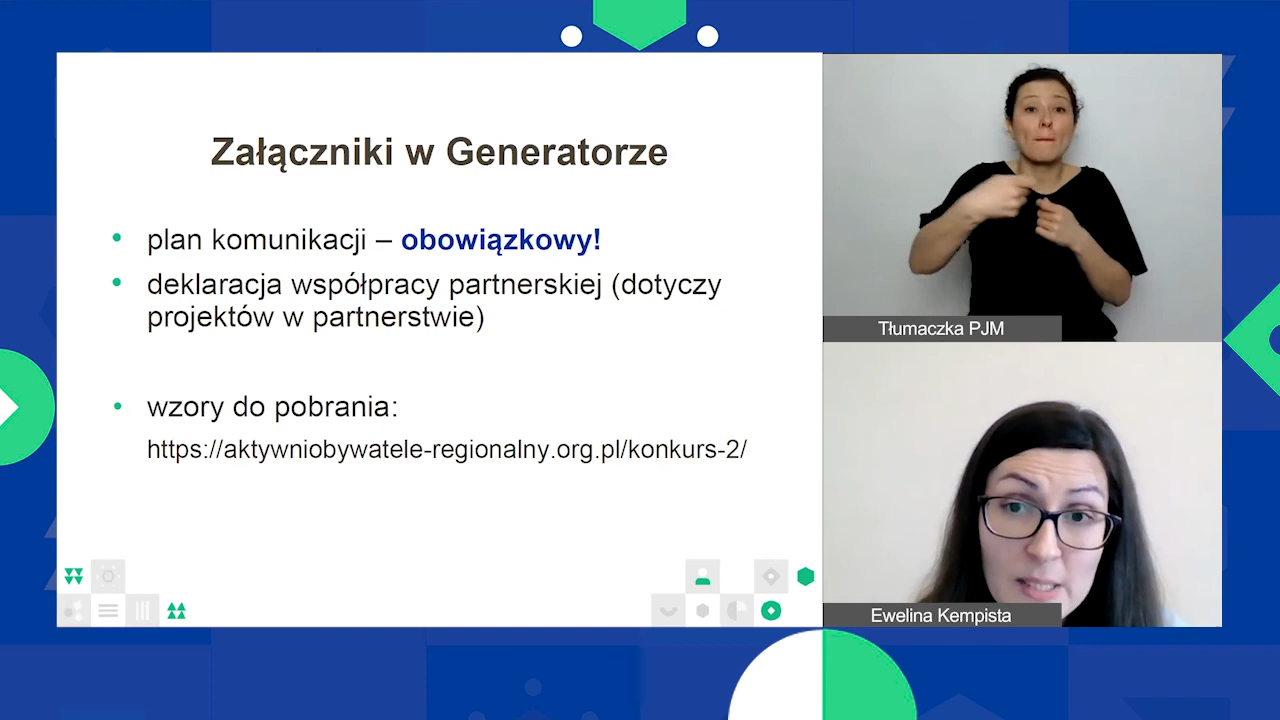 Załączniki w Generatorze
plan komunikacji – obowiązkowy!
deklaracja współpracy partnerskiej (dotyczy
projektów w partnerstwie)
wzory do pobrania:
https://aktywniobywatele-regionalny.org.pl/konkurs-2/
Tłumaczka PJM
Ewelina Kempista